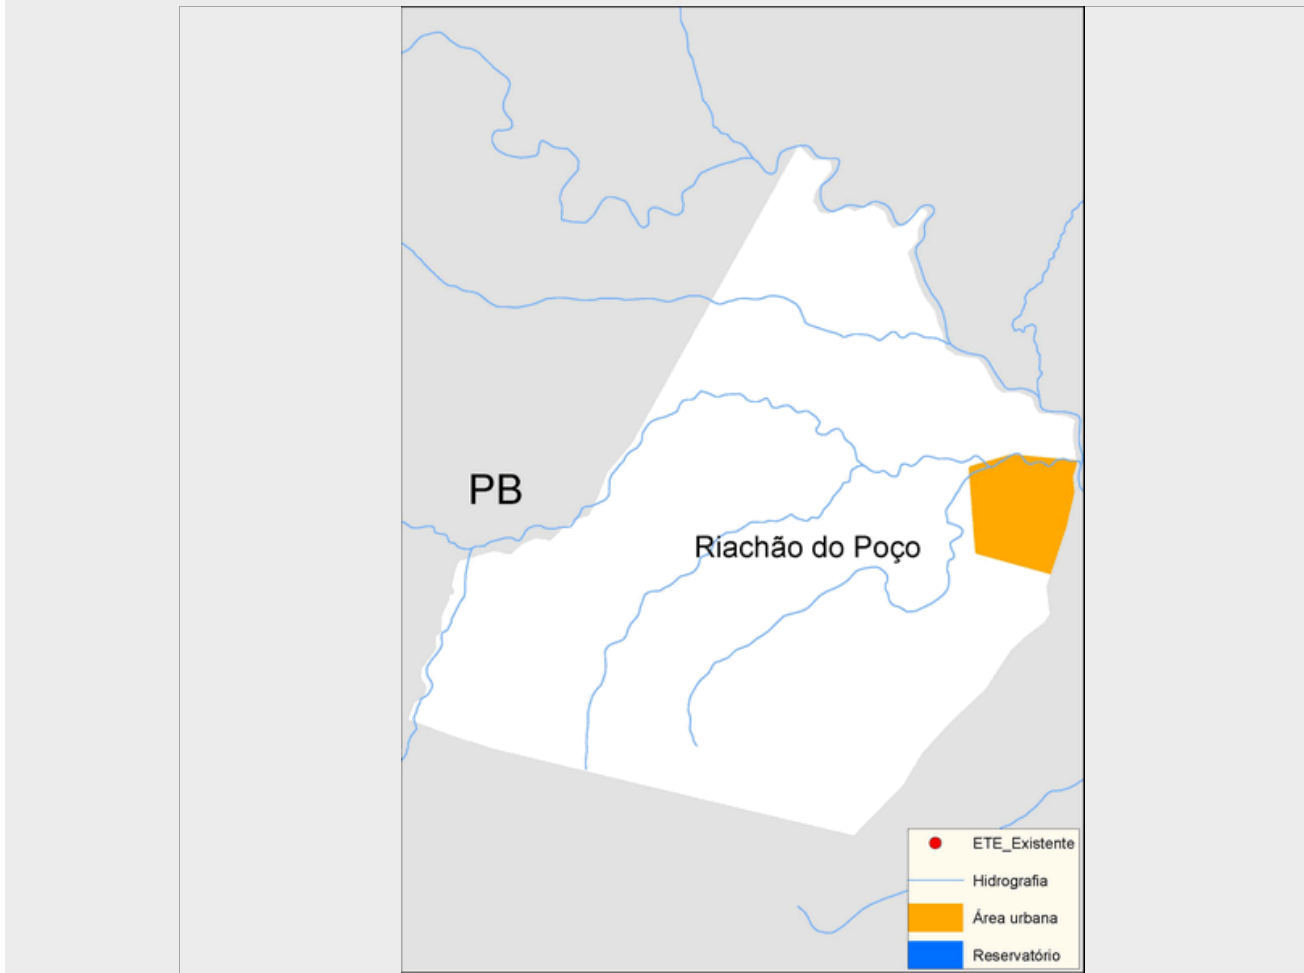 PB
Riachão do Poço
ETE_Existente
Hidrografia
Área urbana
Reservatório